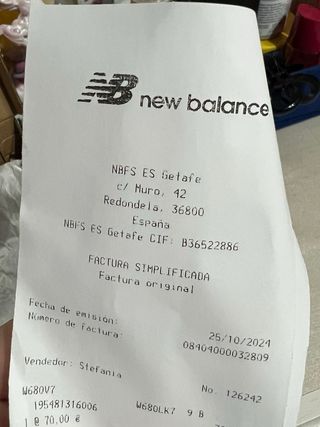 NB new balance
NBFS ES Getafe
c/ Muro, 42
Redondela, 36800
España
NBFS ES Getafe CIF: B36522886
FACTURA SIMPLIFICADA
Factura original
Fecha de emisión: 25/10/2024
Número de factura: 08404000032809
Vendedor: Stefania No. 126242
W680V7 W680LK7 9 B
195481316006
1 @ 70,00 €